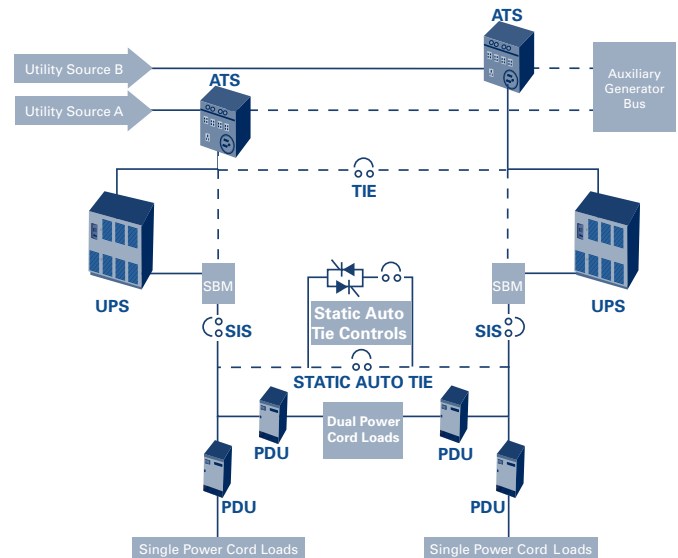 ATS
Utility Source B
ATS
Auxiliary
Generator
Bus
Utility Source A
TIE
UPS
SBM
SBM
UPS
Static Auto
Tie Controls
SIS
SIS
STATIC AUTO TIE
Dual Power
Cord Loads
PDU
PDU
PDU
PDU
Single Power Cord Loads
Single Power Cord Loads